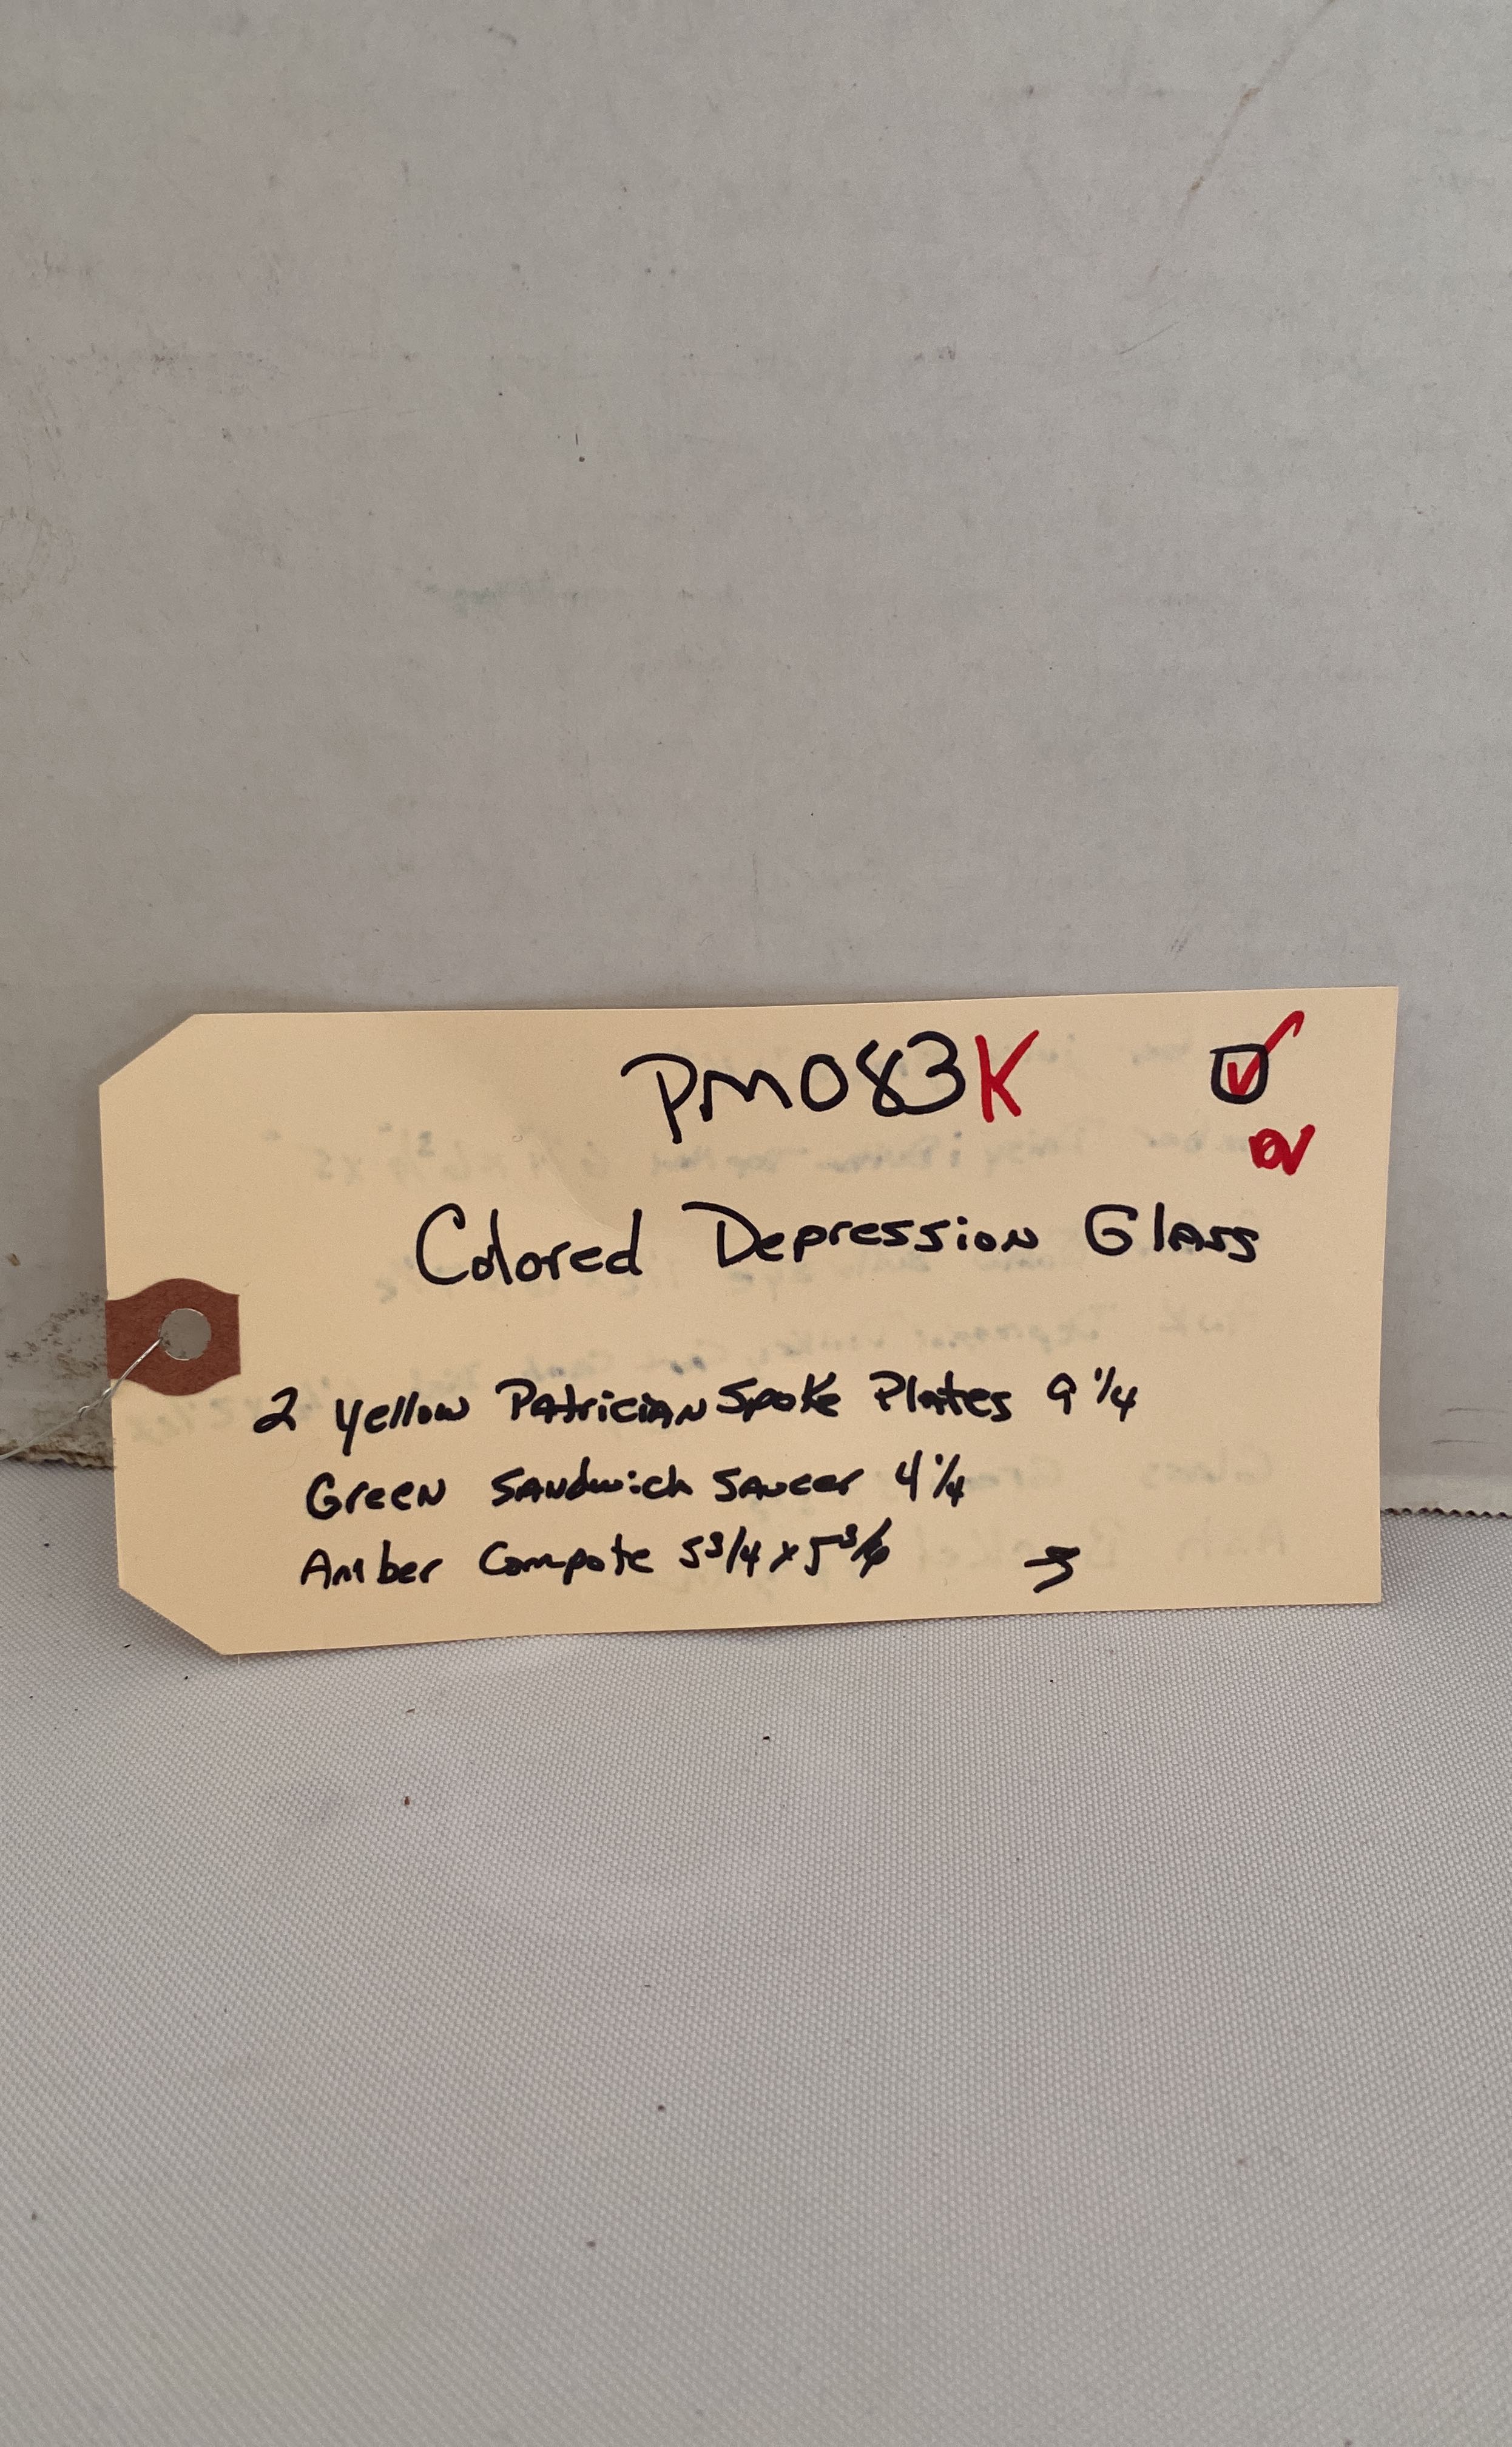 PM083K
Colored Depression Glass
2 Yellow Patrician Spoke Plates 9 1/4
Green Sandwich Saucer 4 1/4
Amber Compote 5 3/4 x 5 3/4